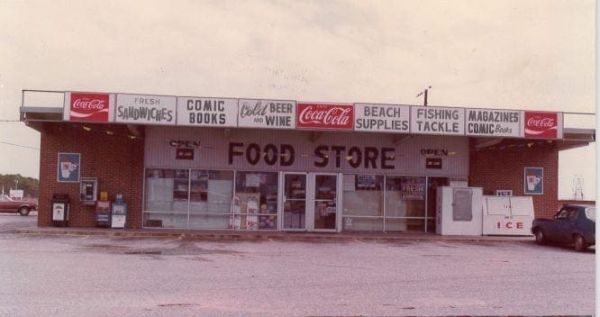 Coca-Cola
FRESH
SANDWICHES
COMIC
BOOKS
Cold BEER
AND WINE
Coca-Cola
BEACH
SUPPLIES
FISHING
TACKLE
MAGAZINES
COMIC Books
Coca-Cola
OPEN
FOOD STORE
OPEN
FRESH
ICE